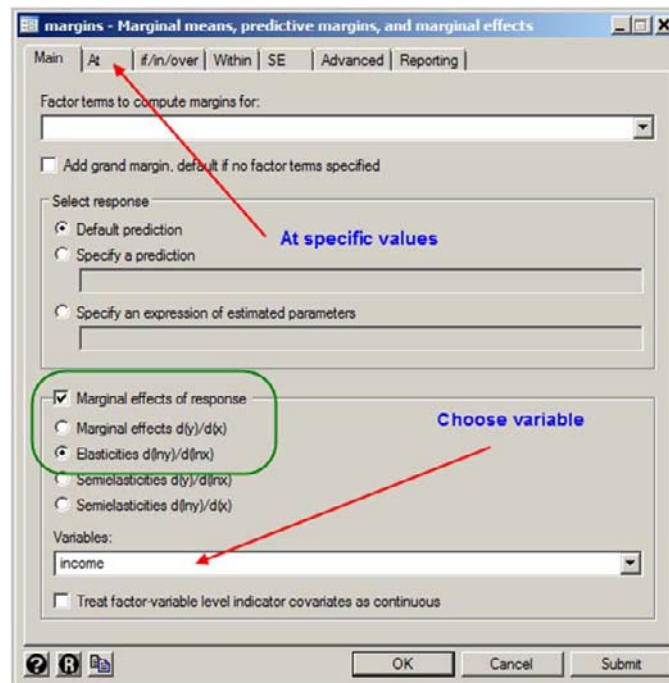 margins - Marginal means, predictive margins, and marginal effects
Main At if/in/over Within SE Advanced Reporting
Factor terms to compute margins for:
Add grand margin, default if no factor terms specified
Select response
Default prediction
At specific values
Specify a prediction
Specify an expression of estimated parameters
Marginal effects of response
Choose variable
Marginal effects d(y)/d(x)
Elasticities d(lny)/d(lnx)
Semielasticities d(y)/d(lnx)
Semielasticities d(lny)/d(x)
Variables:
income
Treat factor-variable level indicator covariates as continuous
? R OK Cancel Submit